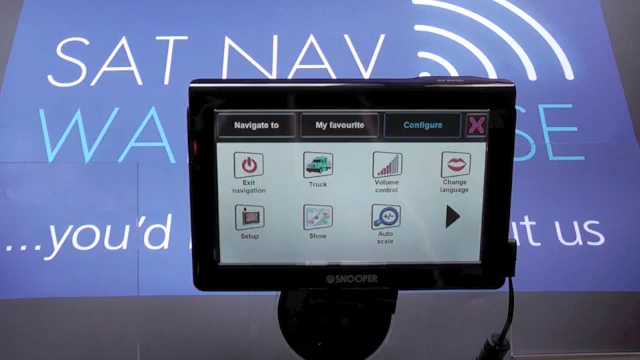 SAT NAV
WA SE
...you'd ut us
Navigate to
My favourite
Configure
X
Exit
navigation
Truck
Volume
control
Change
language
Setup
Show
Auto
scale
SNOOPER